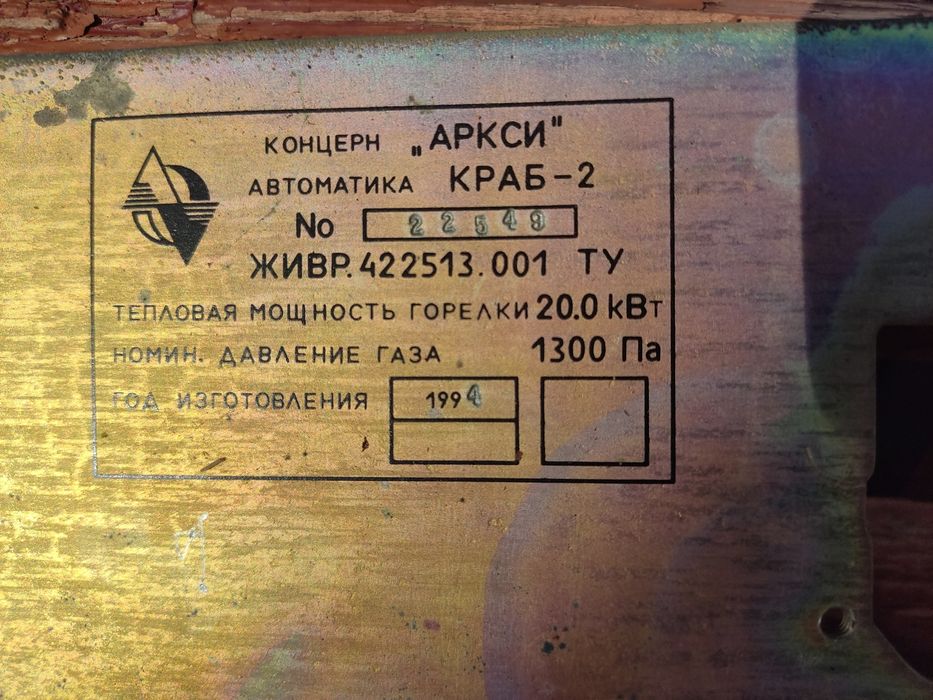 КОНЦЕРН „АРКСИ"
АВТОМАТИКА КРАБ-2
No 22549
ЖИВР.422513.001 ТУ
ТЕПЛОВАЯ МОЩНОСТЬ ГОРЕЛКИ 20.0 кВт
НОМИН. ДАВЛЕНИЕ ГАЗА 1300 Па
ГОД ИЗГОТОВЛЕНИЯ 1994